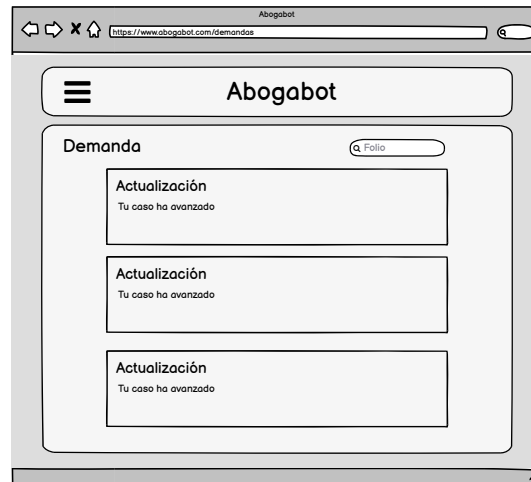 Abogabot
https://www.abogabot.com/demandas
Abogabot
Demanda
Folio
Actualización
Tu caso ha avanzado
Actualización
Tu caso ha avanzado
Actualización
Tu caso ha avanzado